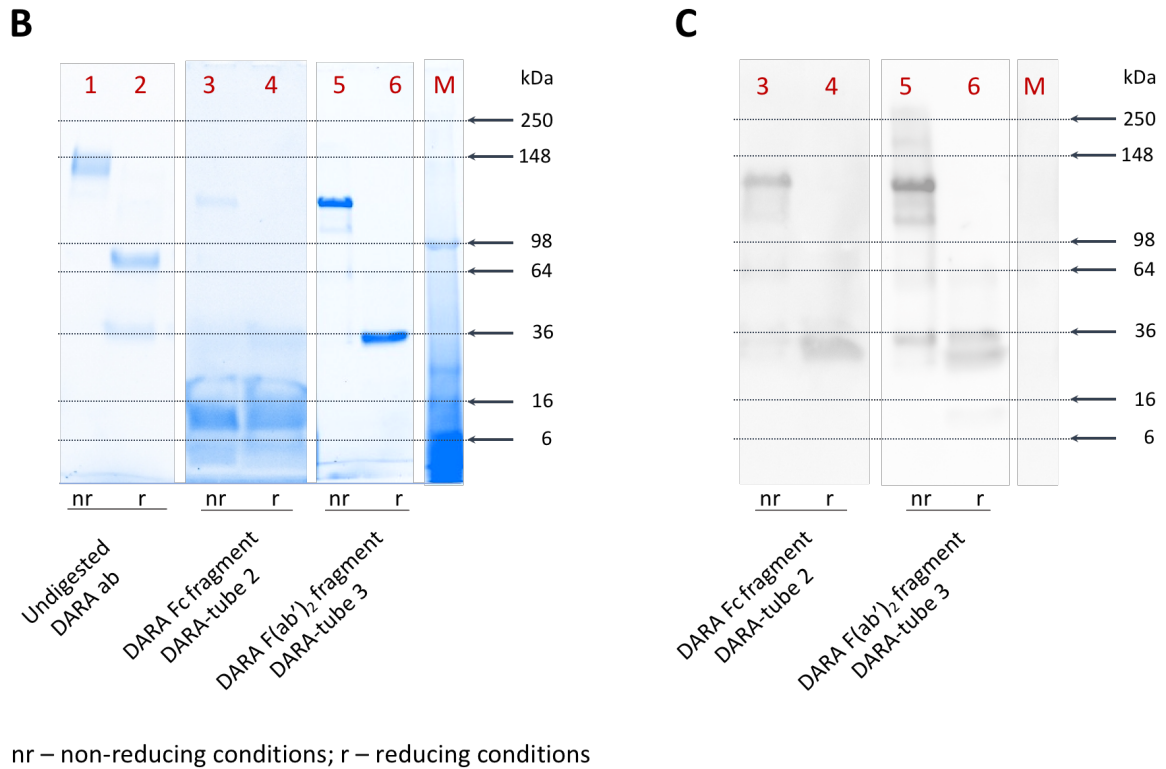 B
C
kDa
1 2 3 4 5 6 M
250
148
98
64
36
16
6
nr r nr r nr r
Undigested
DARA ab
DARA Fc fragment
DARA-tube 2
DARA F(ab’)2 fragment
DARA-tube 3
kDa
3 4 5 6 M
250
148
98
64
36
16
6
nr r nr r
DARA Fc fragment
DARA-tube 2
DARA F(ab’)2 fragment
DARA-tube 3
nr – non-reducing conditions; r – reducing conditions